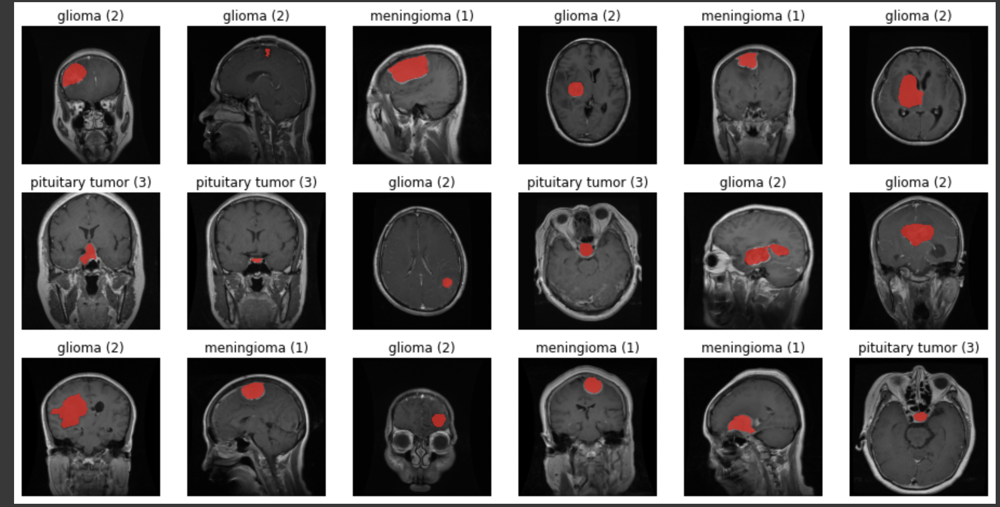 glioma (2)
glioma (2)
meningioma (1)
glioma (2)
meningioma (1)
glioma (2)
pituitary tumor (3)
pituitary tumor (3)
glioma (2)
pituitary tumor (3)
glioma (2)
glioma (2)
glioma (2)
meningioma (1)
glioma (2)
meningioma (1)
meningioma (1)
pituitary tumor (3)